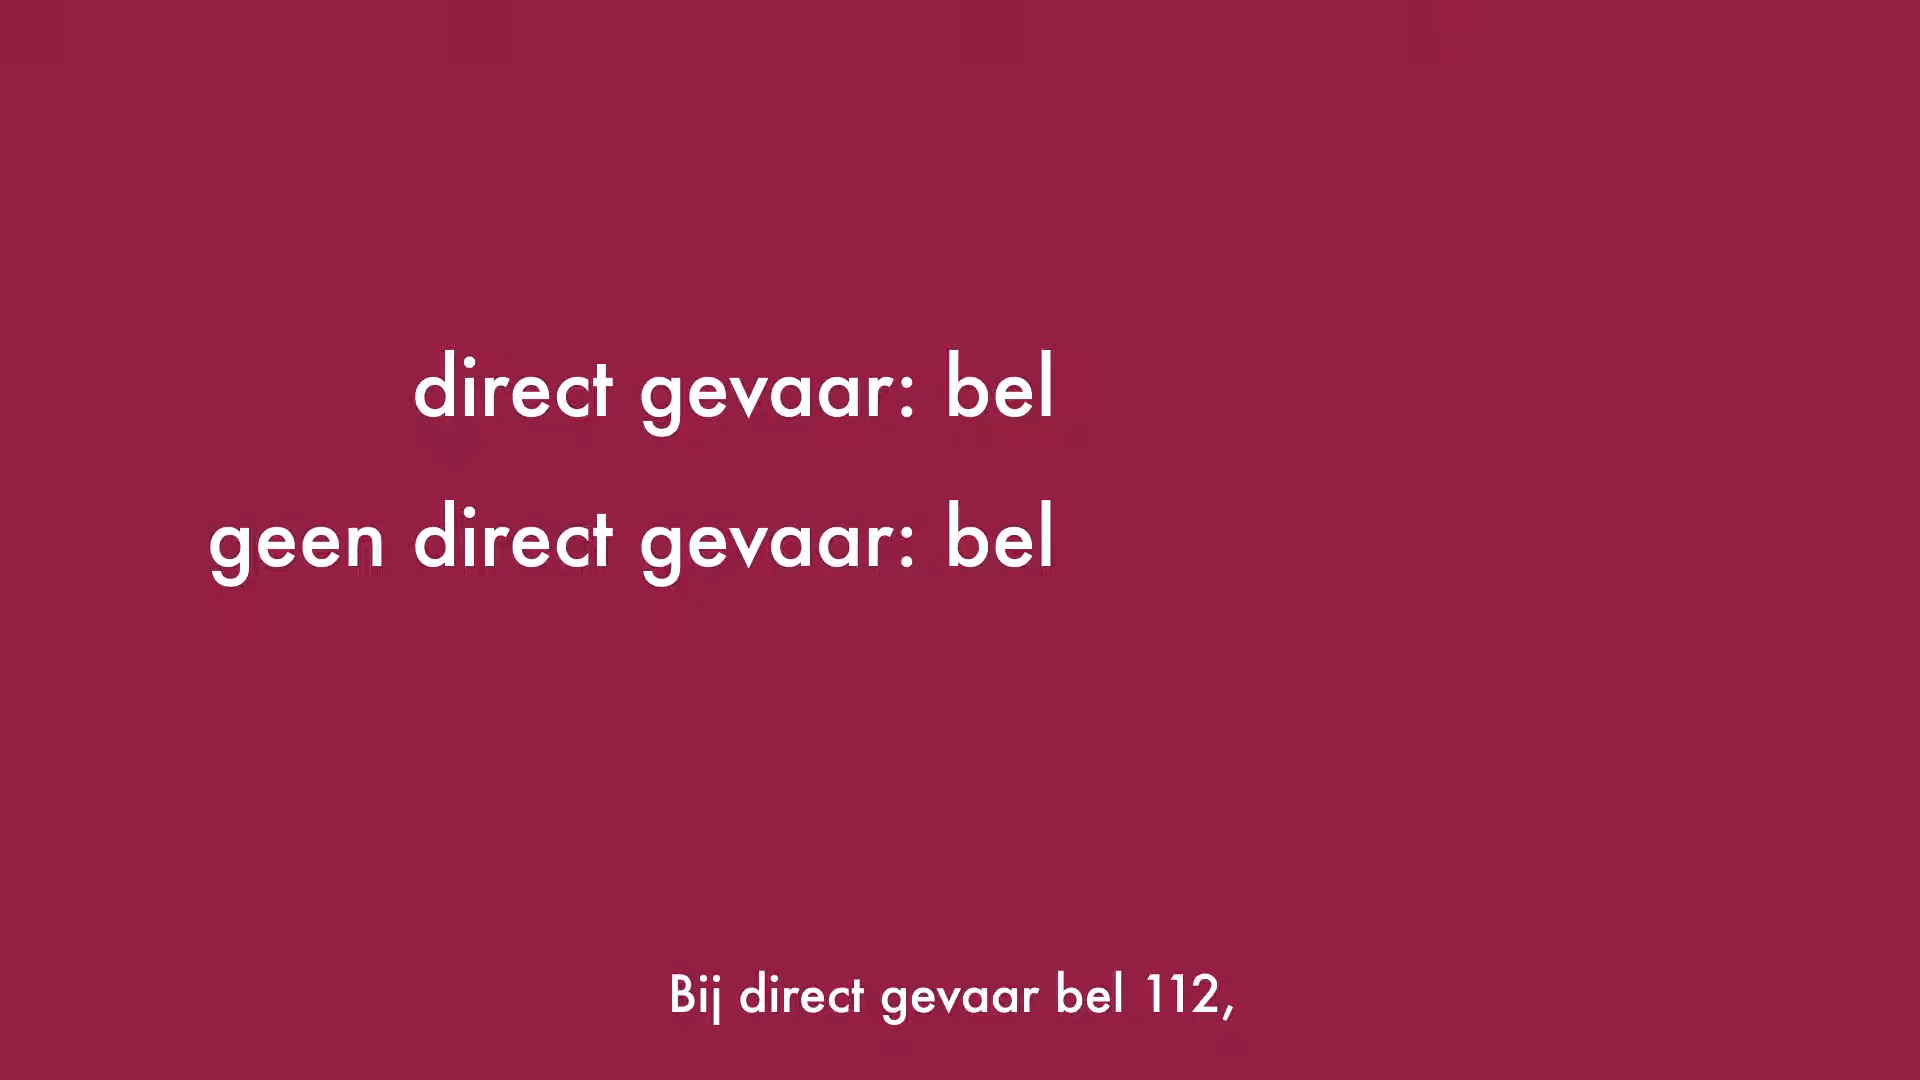 direct gevaar: bel
geen direct gevaar: bel
Bij direct gevaar bel 112,